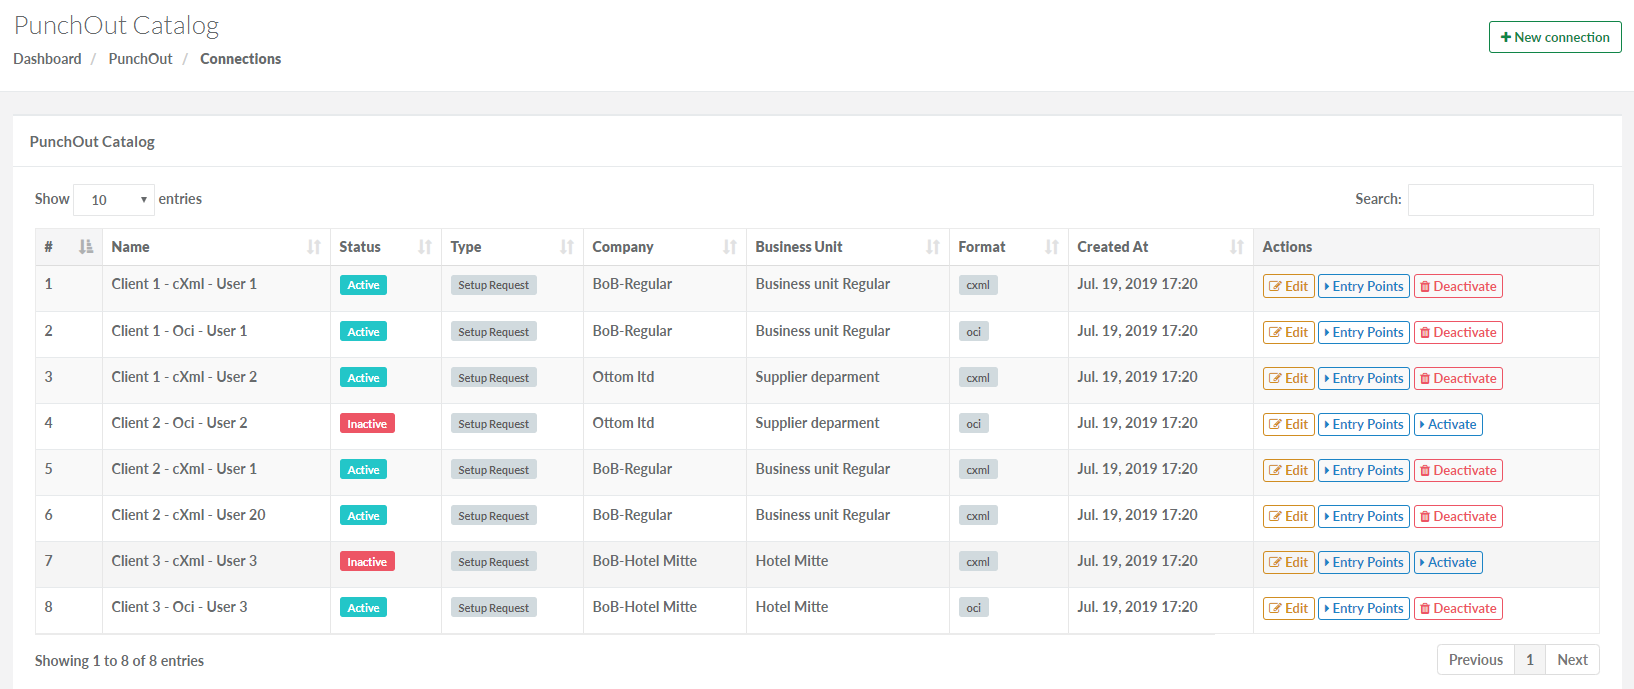 PunchOut Catalog
New connection
Dashboard / PunchOut / Connections
PunchOut Catalog
Show 10 entries Search:
# Name Status Type Company Business Unit Format Created At Actions
1 Client 1 - cXml - User 1 Active Setup Request BoB-Regular Business unit Regular cxml Jul. 19, 2019 17:20 Edit Entry Points Deactivate
2 Client 1 - Oci - User 1 Active Setup Request BoB-Regular Business unit Regular oci Jul. 19, 2019 17:20 Edit Entry Points Deactivate
3 Client 1 - cXml - User 2 Active Setup Request Ottom ltd Supplier deparment cxml Jul. 19, 2019 17:20 Edit Entry Points Deactivate
4 Client 2 - Oci - User 2 Inactive Setup Request Ottom ltd Supplier deparment oci Jul. 19, 2019 17:20 Edit Entry Points Activate
5 Client 2 - cXml - User 1 Active Setup Request BoB-Regular Business unit Regular cxml Jul. 19, 2019 17:20 Edit Entry Points Deactivate
6 Client 2 - cXml - User 20 Active Setup Request BoB-Regular Business unit Regular cxml Jul. 19, 2019 17:20 Edit Entry Points Deactivate
7 Client 3 - cXml - User 3 Inactive Setup Request BoB-Hotel Mitte Hotel Mitte cxml Jul. 19, 2019 17:20 Edit Entry Points Activate
8 Client 3 - Oci - User 3 Active Setup Request BoB-Hotel Mitte Hotel Mitte oci Jul. 19, 2019 17:20 Edit Entry Points Deactivate
Showing 1 to 8 of 8 entries Previous 1 Next